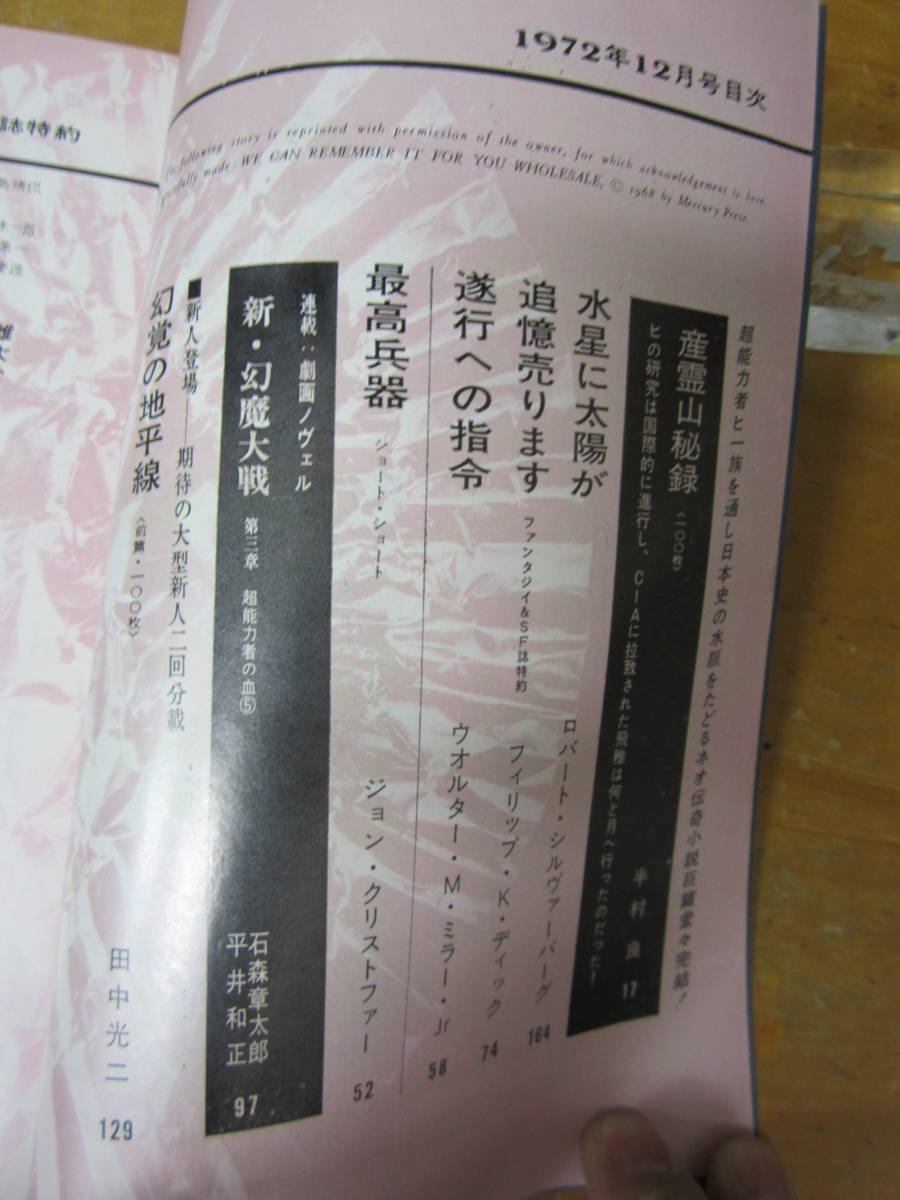 1972年12月号目次
following story is reprinted with permission of the owner, for which acknowledgement is here.
made: WE CAN REMEMBER IT FOR YOU WHOLESALE, © 1966 by Mercury Press.
超能力者ヒ一族を通し日本史の水脈をたどるネオ伝奇小説百篇堂々完結!
産霊山秘録 〈一〇〇枚〉 半村良 17
ヒの研究は国際的に進行し、CIAに拉致された飛稚は何と月へ行ったのだった!
水星に太陽が ロバート・シルヴァーバーグ 164
追憶売ります ファンタジイ&SF誌特約 フィリップ・K・ディック 74
遂行への指令 ウオルター・M・ミラー・Jr 58
最高兵器 ショート・ショート ジョン・クリストファー 52
連載:劇画ノヴェル
新・幻魔大戦 第三章 超能力者の血⑤ 石森章太郎
平井和正 97
■新人登場――期待の大型新人二回分載
幻覚の地平線 〈前篇・一〇〇枚〉 田中光二 129
誌特約